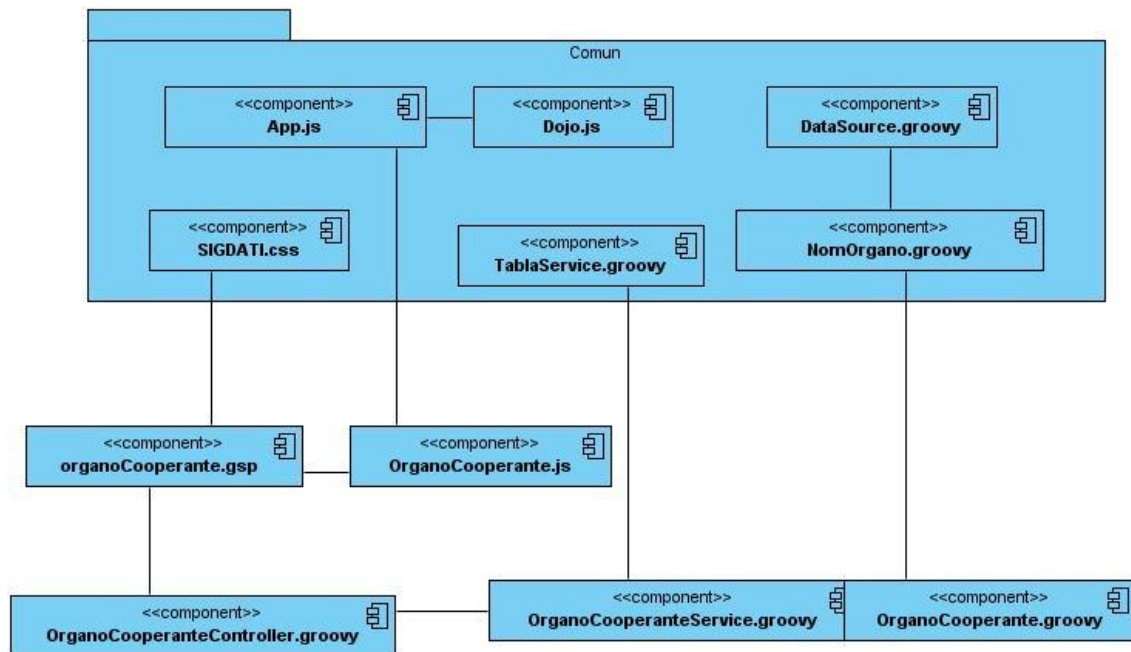 Comun
<<component>>
App.js
<<component>>
Dojo.js
<<component>>
DataSource.groovy
<<component>>
SIGDATI.css
<<component>>
TablaService.groovy
<<component>>
NomOrgano.groovy
<<component>>
organoCooperante.gsp
<<component>>
OrganoCooperante.js
<<component>>
OrganoCooperanteController.groovy
<<component>>
OrganoCooperanteService.groovy
<<component>>
OrganoCooperante.groovy